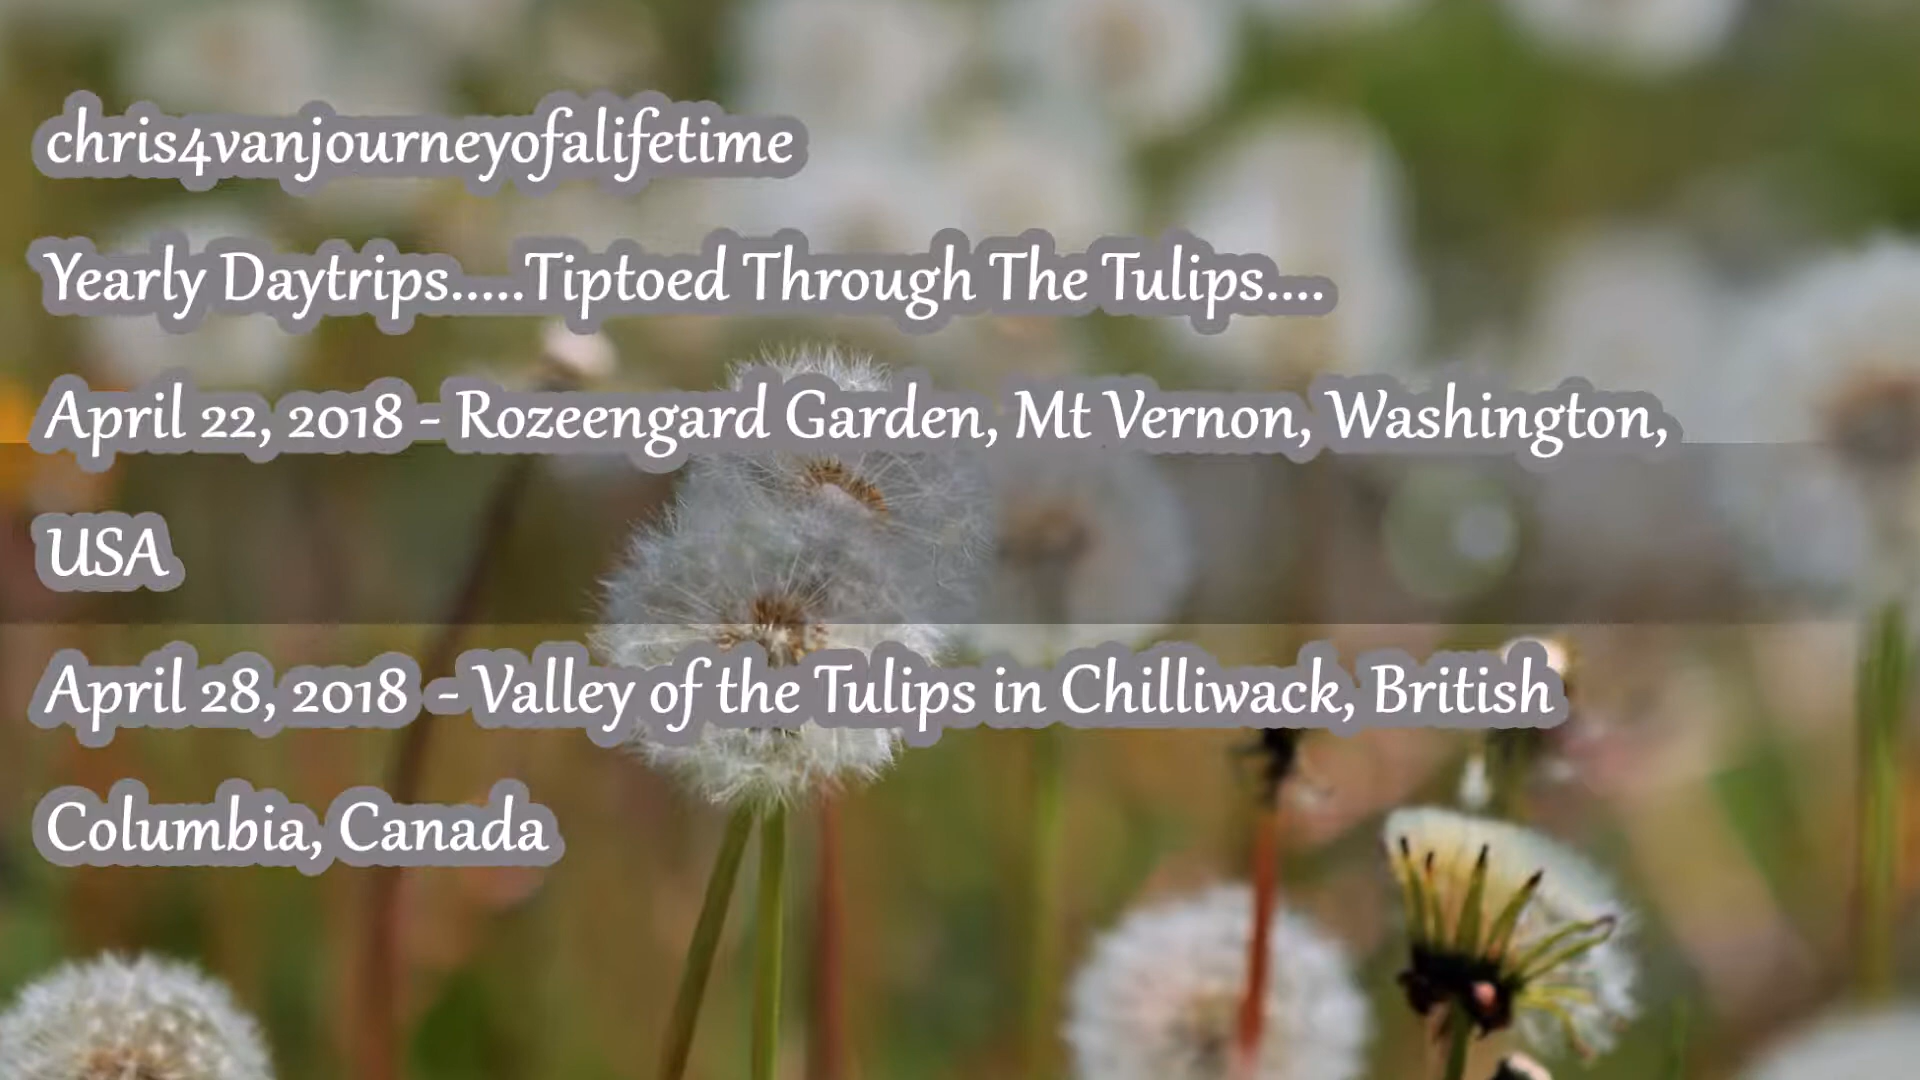 chris4vanjourneyofalifetime
Yearly Daytrips.....Tiptoed Through The Tulips....
April 22, 2018 - Rozeengard Garden, Mt Vernon, Washington,
USA
April 28, 2018 - Valley of the Tulips in Chilliwack, British
Columbia, Canada